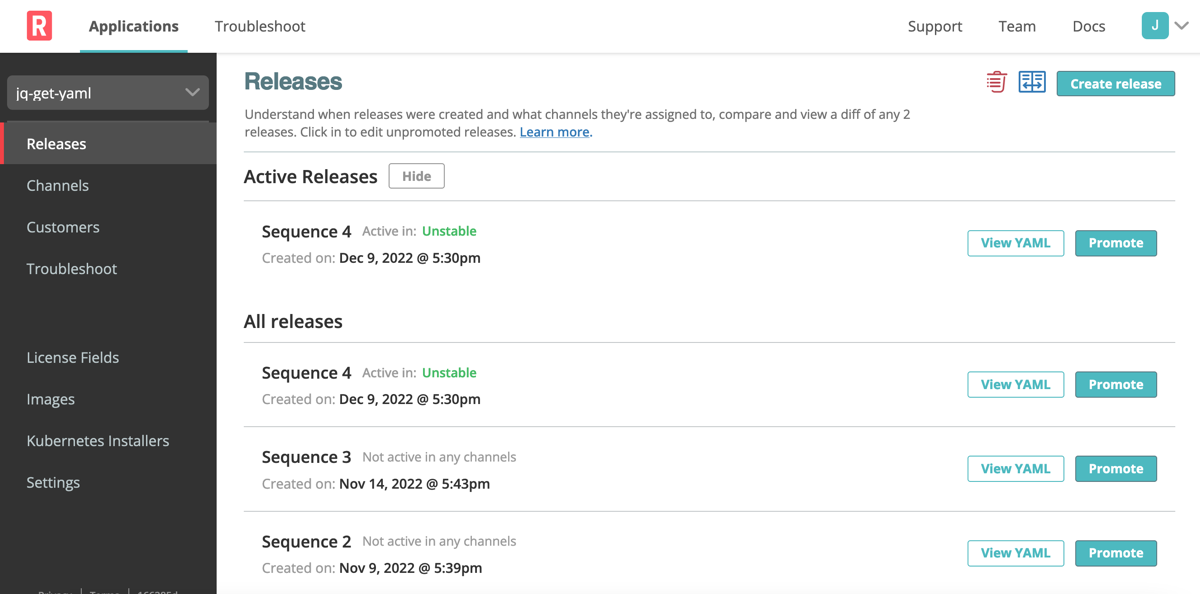 R
Applications
Troubleshoot
Support
Team
Docs
J
jq-get-yaml
Releases
Channels
Customers
Troubleshoot
License Fields
Images
Kubernetes Installers
Settings
Releases
Create release
Understand when releases were created and what channels they're assigned to, compare and view a diff of any 2
releases. Click in to edit unpromoted releases. Learn more.
Active Releases Hide
Sequence 4 Active in: Unstable
Created on: Dec 9, 2022 @ 5:30pm
View YAML Promote
All releases
Sequence 4 Active in: Unstable
Created on: Dec 9, 2022 @ 5:30pm
View YAML Promote
Sequence 3 Not active in any channels
Created on: Nov 14, 2022 @ 5:43pm
View YAML Promote
Sequence 2 Not active in any channels
Created on: Nov 9, 2022 @ 5:39pm
View YAML Promote